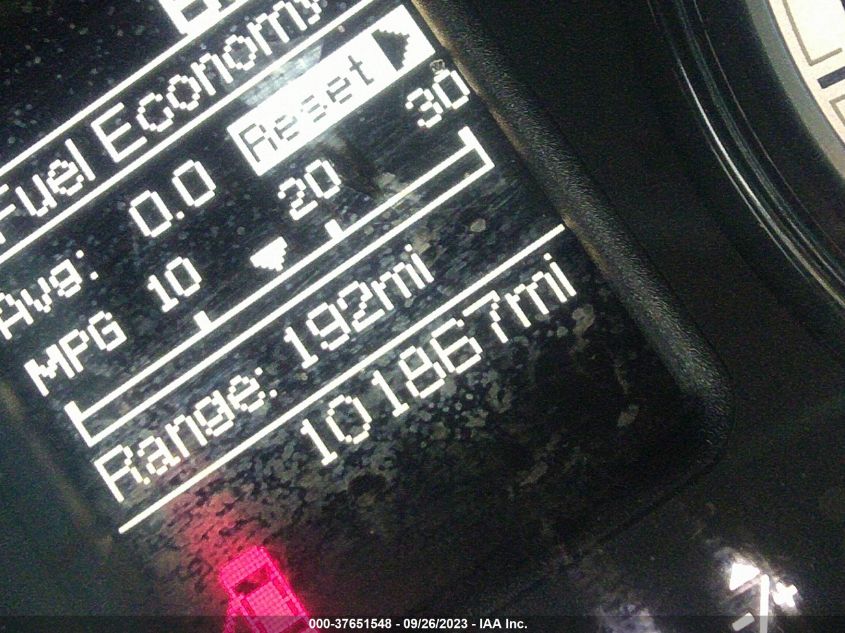 Fuel Economy
Reset
Avg: 0.0
MPG 10 20 30
Range: 192mi
101867mi
000-37651548 - 09/26/2023 - IAA Inc.